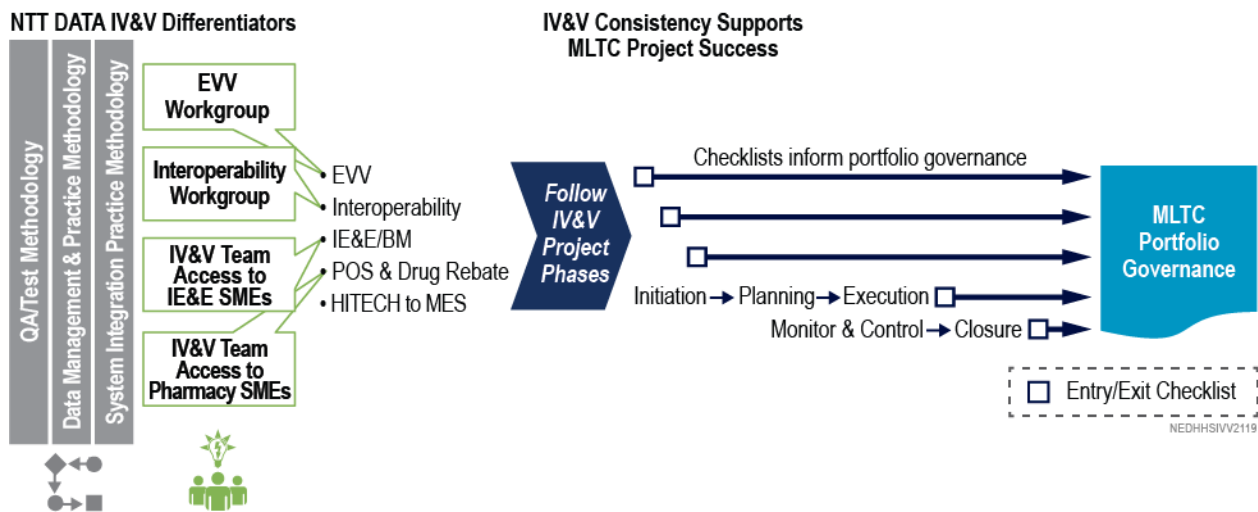 NTT DATA IV&V Differentiators
IV&V Consistency Supports
MLTC Project Success
QA/Test Methodology
Data Management & Practice Methodology
System Integration Practice Methodology
EVV
Workgroup
Interoperability
Workgroup
IV&V Team
Access to
IE&E SMEs
IV&V Team
Access to
Pharmacy SMEs
• EVV
• Interoperability
• IE&E/BM
• POS & Drug Rebate
• HITECH to MES
Follow
IV&V
Project
Phases
Checklists inform portfolio governance
Initiation → Planning → Execution
Monitor & Control → Closure
MLTC
Portfolio
Governance
Entry/Exit Checklist
NEDHHSIVV2119